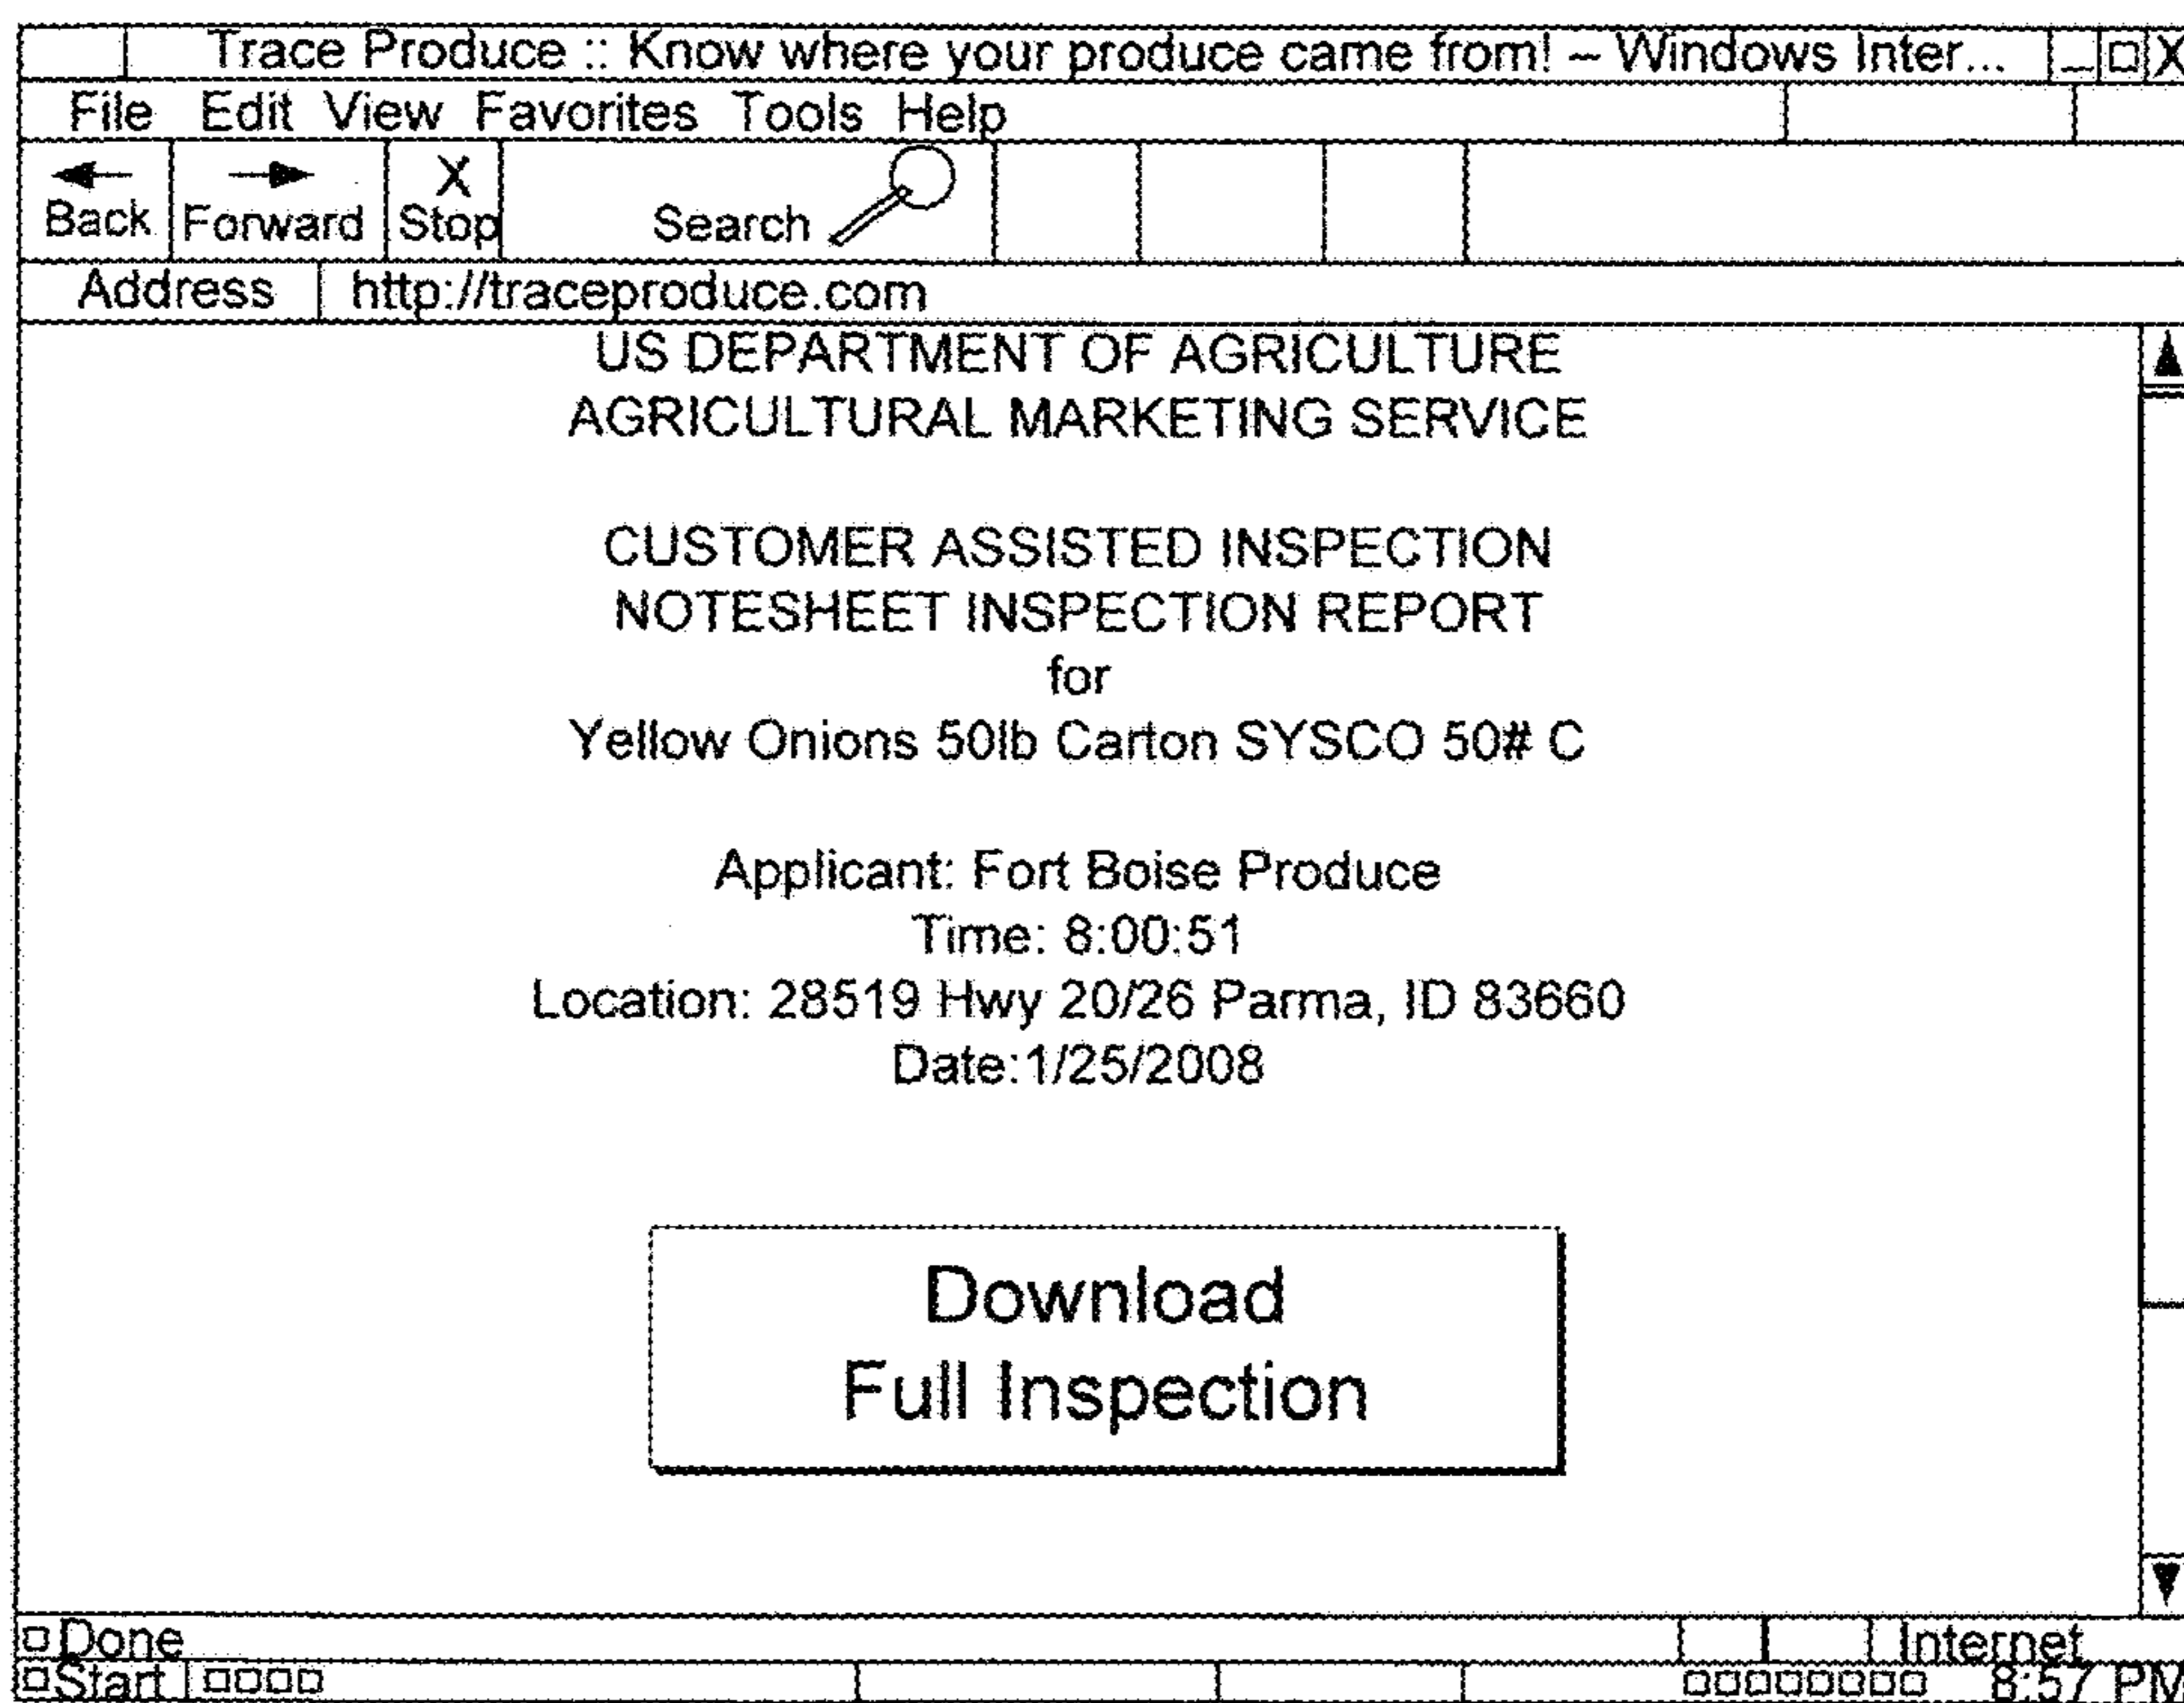 Trace Produce :: Know where your produce came from! – Windows Inter... _ □ X
File Edit View Favorites Tools Help
X
Back Forward Stop Search
Address http://traceproduce.com
US DEPARTMENT OF AGRICULTURE
AGRICULTURAL MARKETING SERVICE
CUSTOMER ASSISTED INSPECTION
NOTESHEET INSPECTION REPORT
for
Yellow Onions 50lb Carton SYSCO 50# C
Applicant: Fort Boise Produce
Time: 8:00:51
Location: 28519 Hwy 20/26 Parma, ID 83660
Date:1/25/2008
Download
Full Inspection
Done Internet
Start 8:57 PM